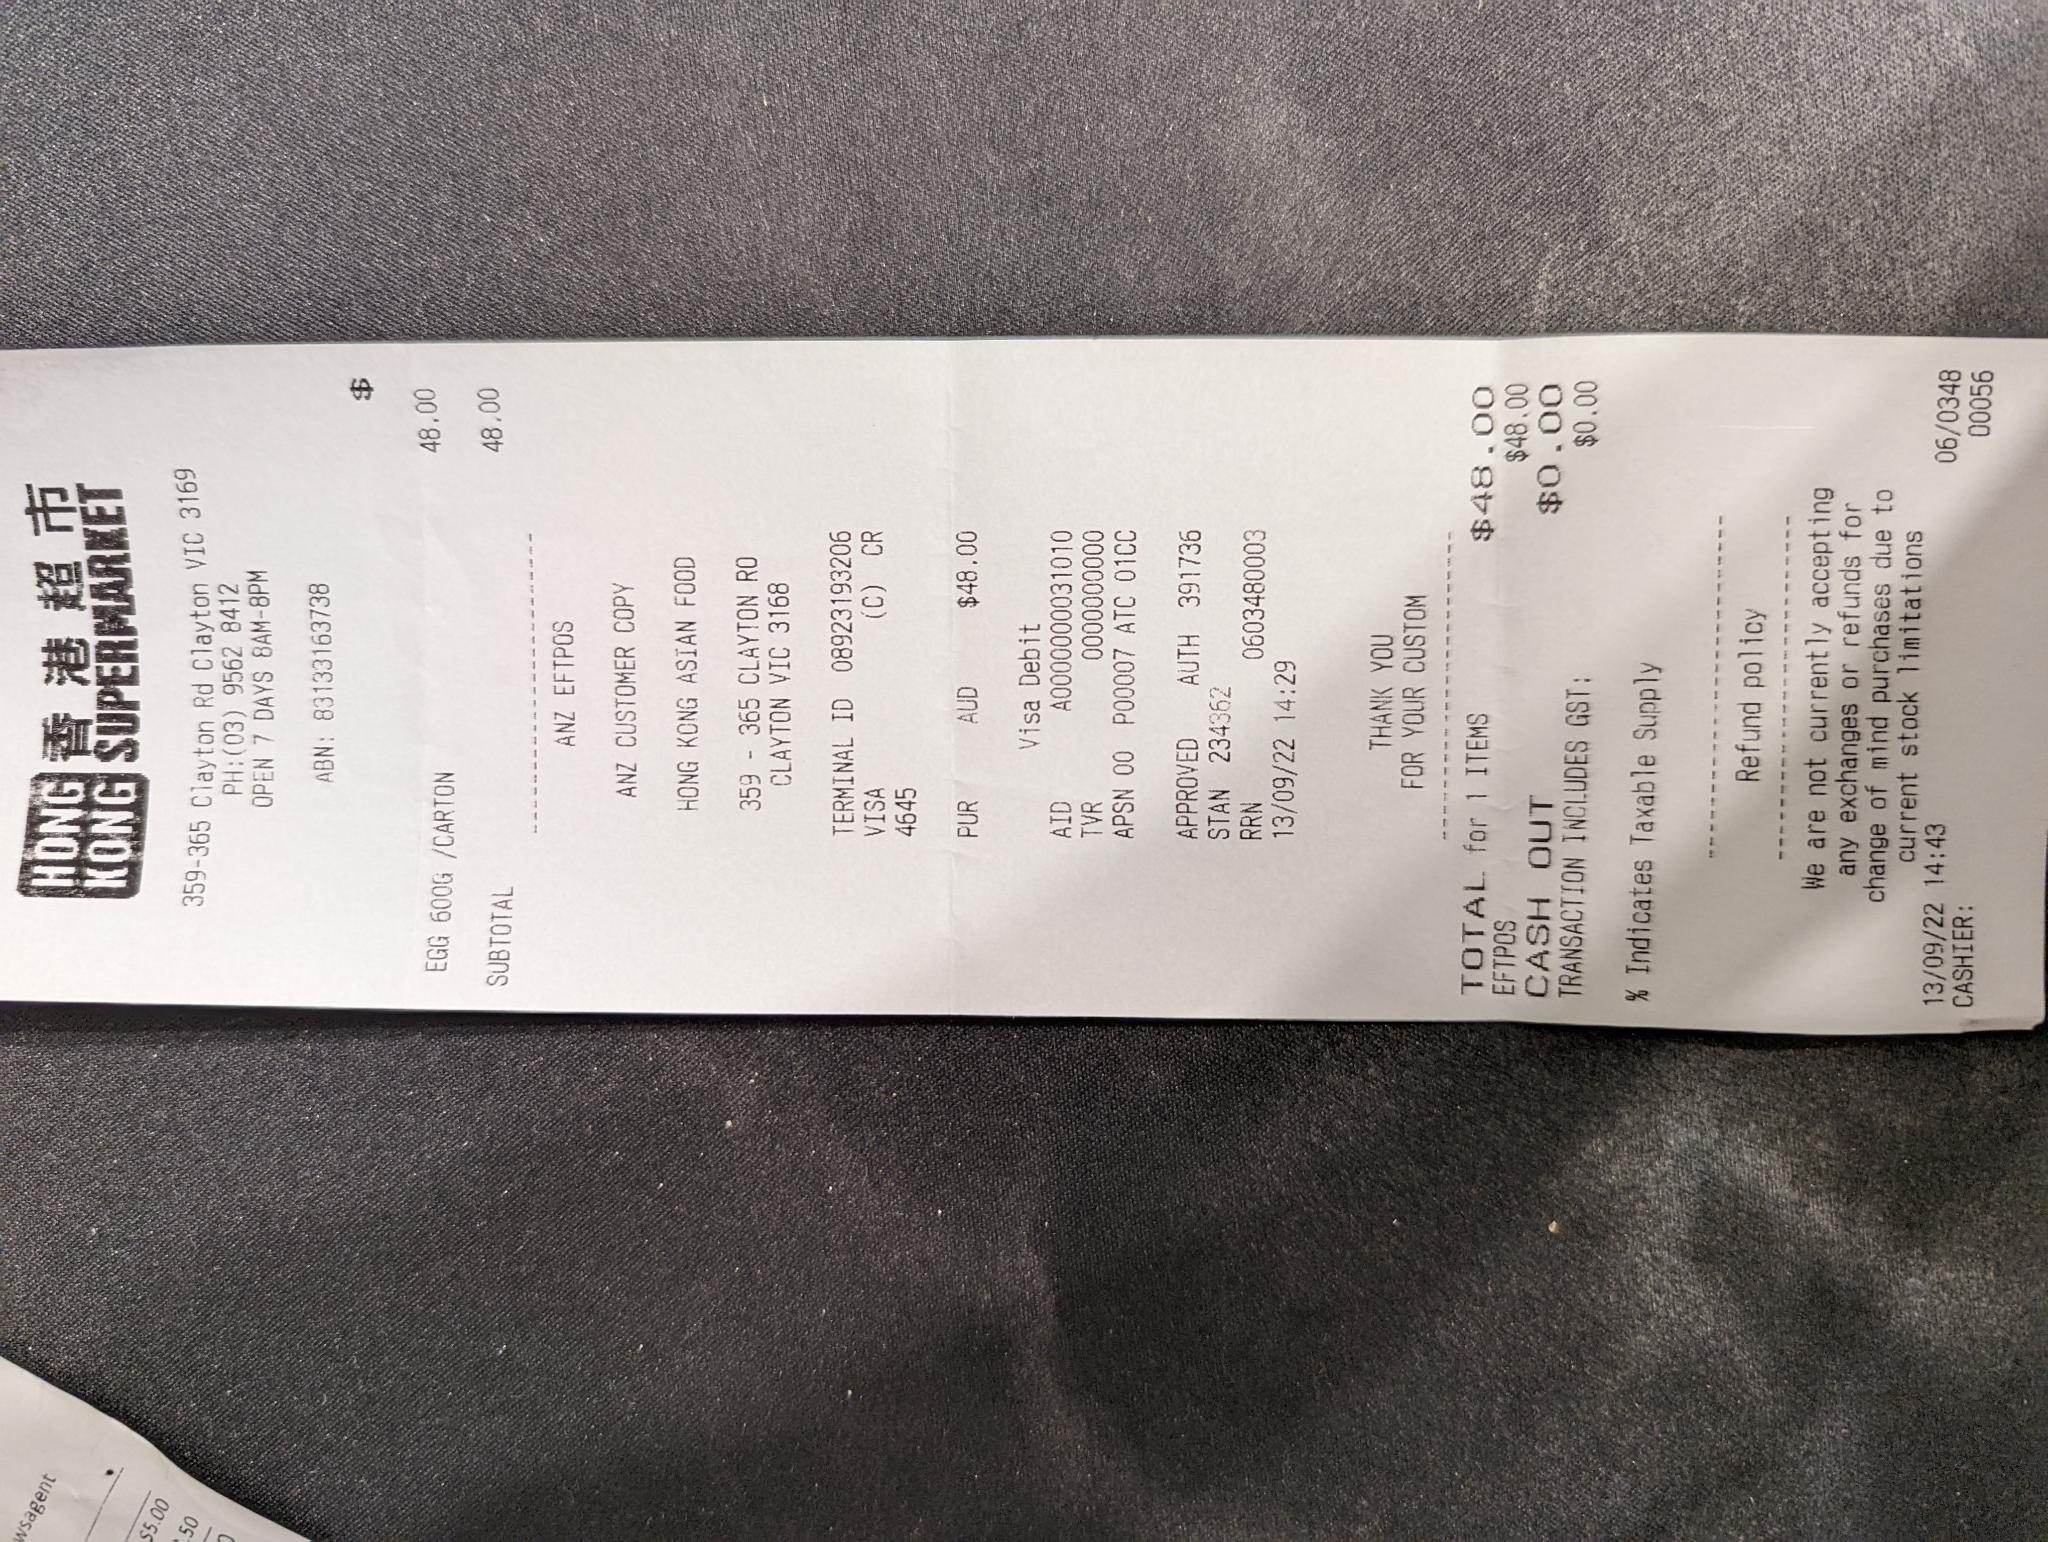 HONG KONG 香港超市
SUPERMARKET
359-365 Clayton Rd Clayton VIC 3169
PH:(03) 9562 8412
OPEN 7 DAYS 8AM-8PM
ABN: 83133163738
$
EGG 600G /CARTON 48.00
SUBTOTAL 48.00
--------------------------------
ANZ EFTPOS
ANZ CUSTOMER COPY
HONG KONG ASIAN FOOD
359 - 365 CLAYTON RD
CLAYTON VIC 3168
TERMINAL ID 08923193206
VISA (C) CR
4645
PUR AUD $48.00
Visa Debit
AID A0000000031010
TVR 0000000000
APSN 00 P00007 ATC 01CC
APPROVED AUTH 391736
STAN 234362
RRN 0603480003
13/09/22 14:29
THANK YOU
FOR YOUR CUSTOM
--------------------------------
TOTAL for 1 ITEMS $48.00
EFTPOS $48.00
CASH OUT $0.00
TRANSACTION INCLUDES GST: $0.00
% Indicates Taxable Supply
--------------------------------
Refund policy
--------------------------------
We are not currently accepting
any exchanges or refunds for
change of mind purchases due to
current stock limitations
13/09/22 14:43 06/0348
CASHIER: 00056
$5.00